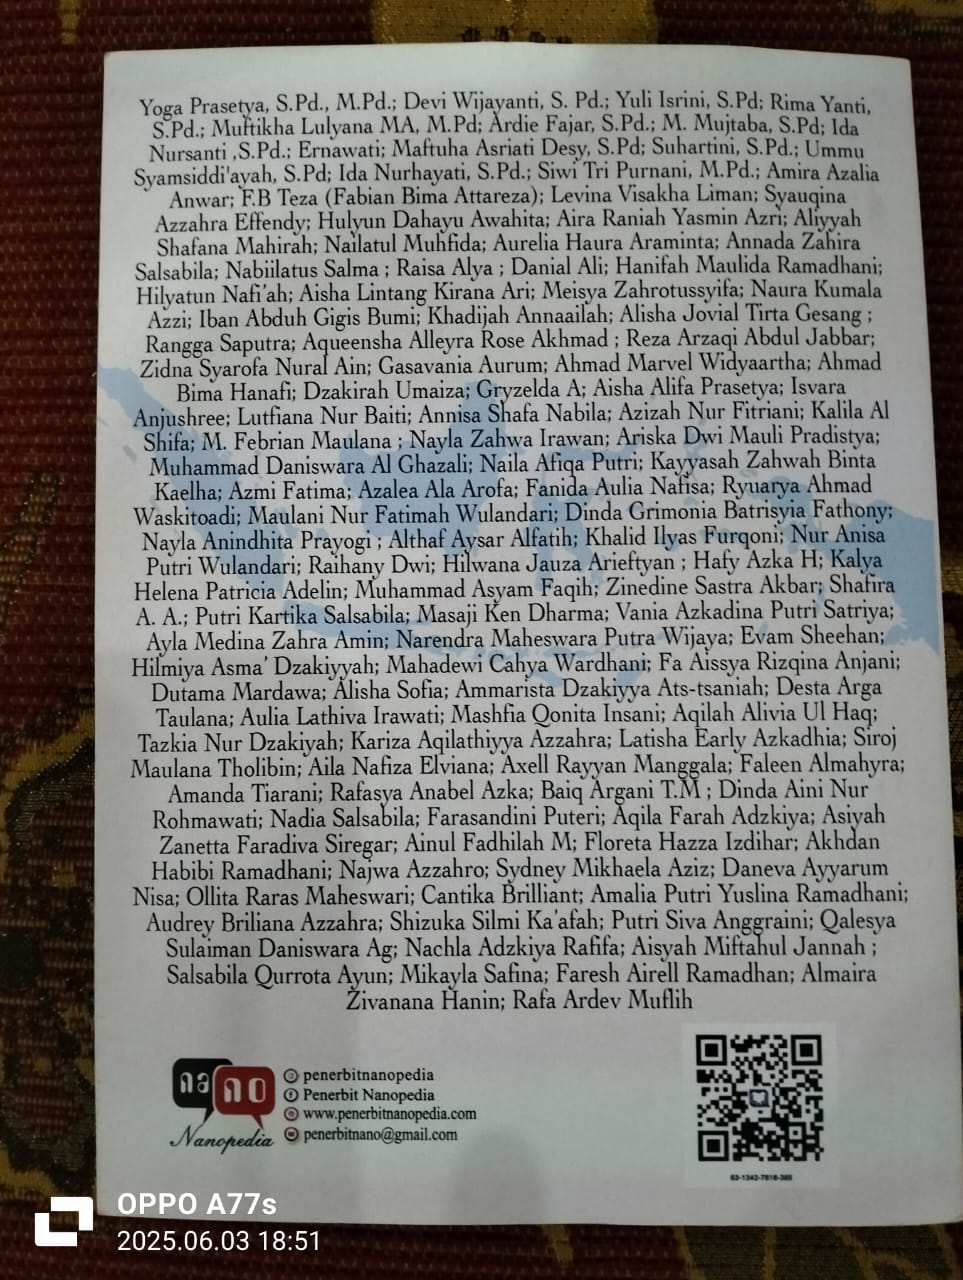 Yoga Prasetya, S.Pd., M.Pd.; Devi Wijayanti, S. Pd.; Yuli Isrini, S.Pd; Rima Yanti,
S.Pd.; Muftikha Lulyana MA, M.Pd; Ardie Fajar, S.Pd.; M. Mujtaba, S.Pd; Ida
Nursanti ,S.Pd.; Ernawati; Maftuha Asriati Desy, S.Pd; Suhartini, S.Pd.; Ummu
Syamsiddi'ayah, S.Pd; Ida Nurhayati, S.Pd.; Siwi Tri Purnani, M.Pd.; Amira Azalia
Anwar; F.B Teza (Fabian Bima Attareza); Levina Visakha Liman; Syauqina
Azzahra Effendy; Hulyun Dahayu Awahita; Aira Raniah Yasmin Azri; Aliyyah
Shafana Mahirah; Nailatul Muhfida; Aurelia Haura Araminta; Annada Zahira
Salsabila; Nabiilatus Salma ; Raisa Alya ; Danial Ali; Hanifah Maulida Ramadhani;
Hilyatun Nafi'ah; Aisha Lintang Kirana Ari; Meisya Zahrotussyifa; Naura Kumala
Azzi; Iban Abduh Gigis Bumi; Khadijah Annaailah; Alisha Jovial Tirta Gesang ;
Rangga Saputra; Aqueensha Alleyra Rose Akhmad ; Reza Arzaqi Abdul Jabbar;
Zidna Syarofa Nural Ain; Gasavania Aurum; Ahmad Marvel Widyaartha; Ahmad
Bima Hanafi; Dzakirah Umaiza; Gryzelda A; Aisha Alifa Prasetya; Isvara
Anjushree; Lutfiana Nur Baiti; Annisa Shafa Nabila; Azizah Nur Fitriani; Kalila Al
Shifa; M. Febrian Maulana ; Nayla Zahwa Irawan; Ariska Dwi Mauli Pradistya;
Muhammad Daniswara Al Ghazali; Naila Afiqa Putri; Kayyasah Zahwah Binta
Kaelha; Azmi Fatima; Azalea Ala Arofa; Fanida Aulia Nafisa; Ryuarya Ahmad
Waskitoadi; Maulani Nur Fatimah Wulandari; Dinda Grimonia Batrisyia Fathony;
Nayla Anindhita Prayogi ; Althaf Aysar Alfatih; Khalid Ilyas Furqoni; Nur Anisa
Putri Wulandari; Raihany Dwi; Hilwana Jauza Arieftyan ; Hafy Azka H; Kalya
Helena Patricia Adelin; Muhammad Asyam Faqih; Zinedine Sastra Akbar; Shafira
A. A.; Putri Kartika Salsabila; Masaji Ken Dharma; Vania Azkadina Putri Satriya;
Ayla Medina Zahra Amin; Narendra Maheswara Putra Wijaya; Evam Sheehan;
Hilmiya Asma' Dzakiyyah; Mahadewi Cahya Wardhani; Fa Aissya Rizqina Anjani;
Dutama Mardawa; Alisha Sofia; Ammarista Dzakiyya Ats-tsaniah; Desta Arga
Taulana; Aulia Lathiva Irawati; Mashfia Qonita Insani; Aqilah Alivia Ul Haq;
Tazkia Nur Dzakiyah; Kariza Aqilathiyya Azzahra; Latisha Early Azkadhia; Siroj
Maulana Tholibin; Aila Nafiza Elviana; Axell Rayyan Manggala; Faleen Almahyra;
Amanda Tiarani; Rafasya Anabel Azka; Baiq Argani T.M ; Dinda Aini Nur
Rohmawati; Nadia Salsabila; Farasandini Puteri; Aqila Farah Adzkiya; Asiyah
Zanetta Faradiva Siregar; Ainul Fadhilah M; Floreta Hazza Izdihar; Akhdan
Habibi Ramadhani; Najwa Azzahro; Sydney Mikhaela Aziz; Daneva Ayyarum
Nisa; Ollita Raras Maheswari; Cantika Brilliant; Amalia Putri Yuslina Ramadhani;
Audrey Briliana Azzahra; Shizuka Silmi Ka'afah; Putri Siva Anggraini; Qalesya
Sulaiman Daniswara Ag; Nachla Adzkiya Rafifa; Aisyah Miftahul Jannah ;
Salsabila Qurrota Ayun; Mikayla Safina; Faresh Airell Ramadhan; Almaira
Zivanana Hanin; Rafa Ardev Muflih
na no
Nanopedia
penerbitnanopedia
Penerbit Nanopedia
www.penerbitnanopedia.com
penerbitnano@gmail.com
62-1342-7818-385
OPPO A77s
2025.06.03 18:51